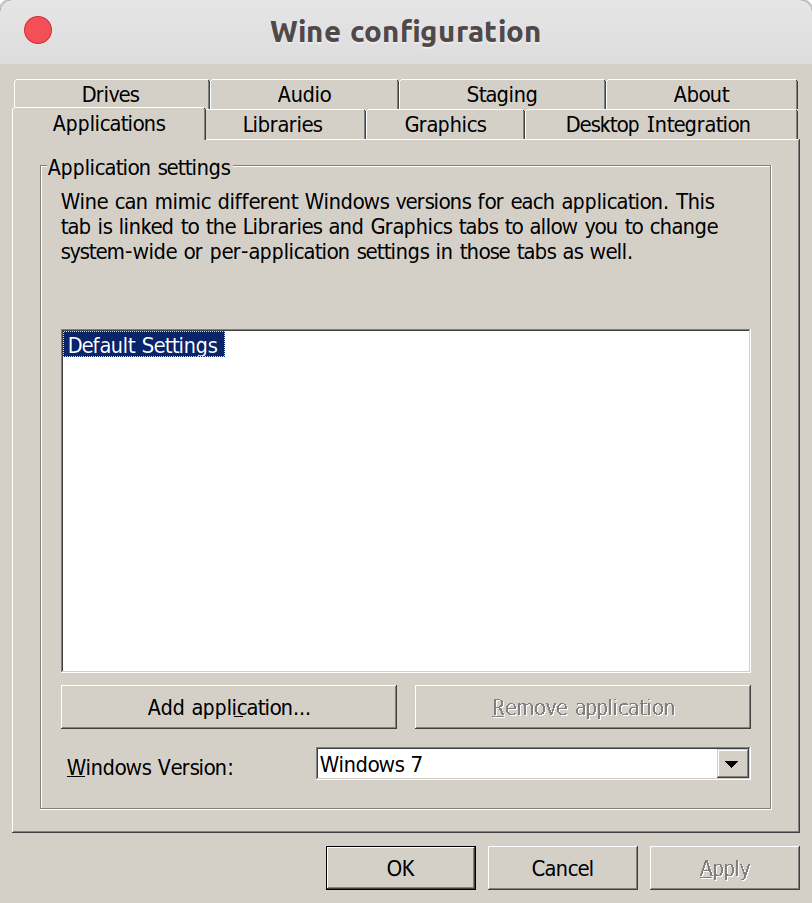 Wine configuration
Drives Audio Staging About
Applications Libraries Graphics Desktop Integration
Application settings
Wine can mimic different Windows versions for each application. This
tab is linked to the Libraries and Graphics tabs to allow you to change
system-wide or per-application settings in those tabs as well.
Default Settings
Add application... Remove application
Windows Version: Windows 7
OK Cancel Apply